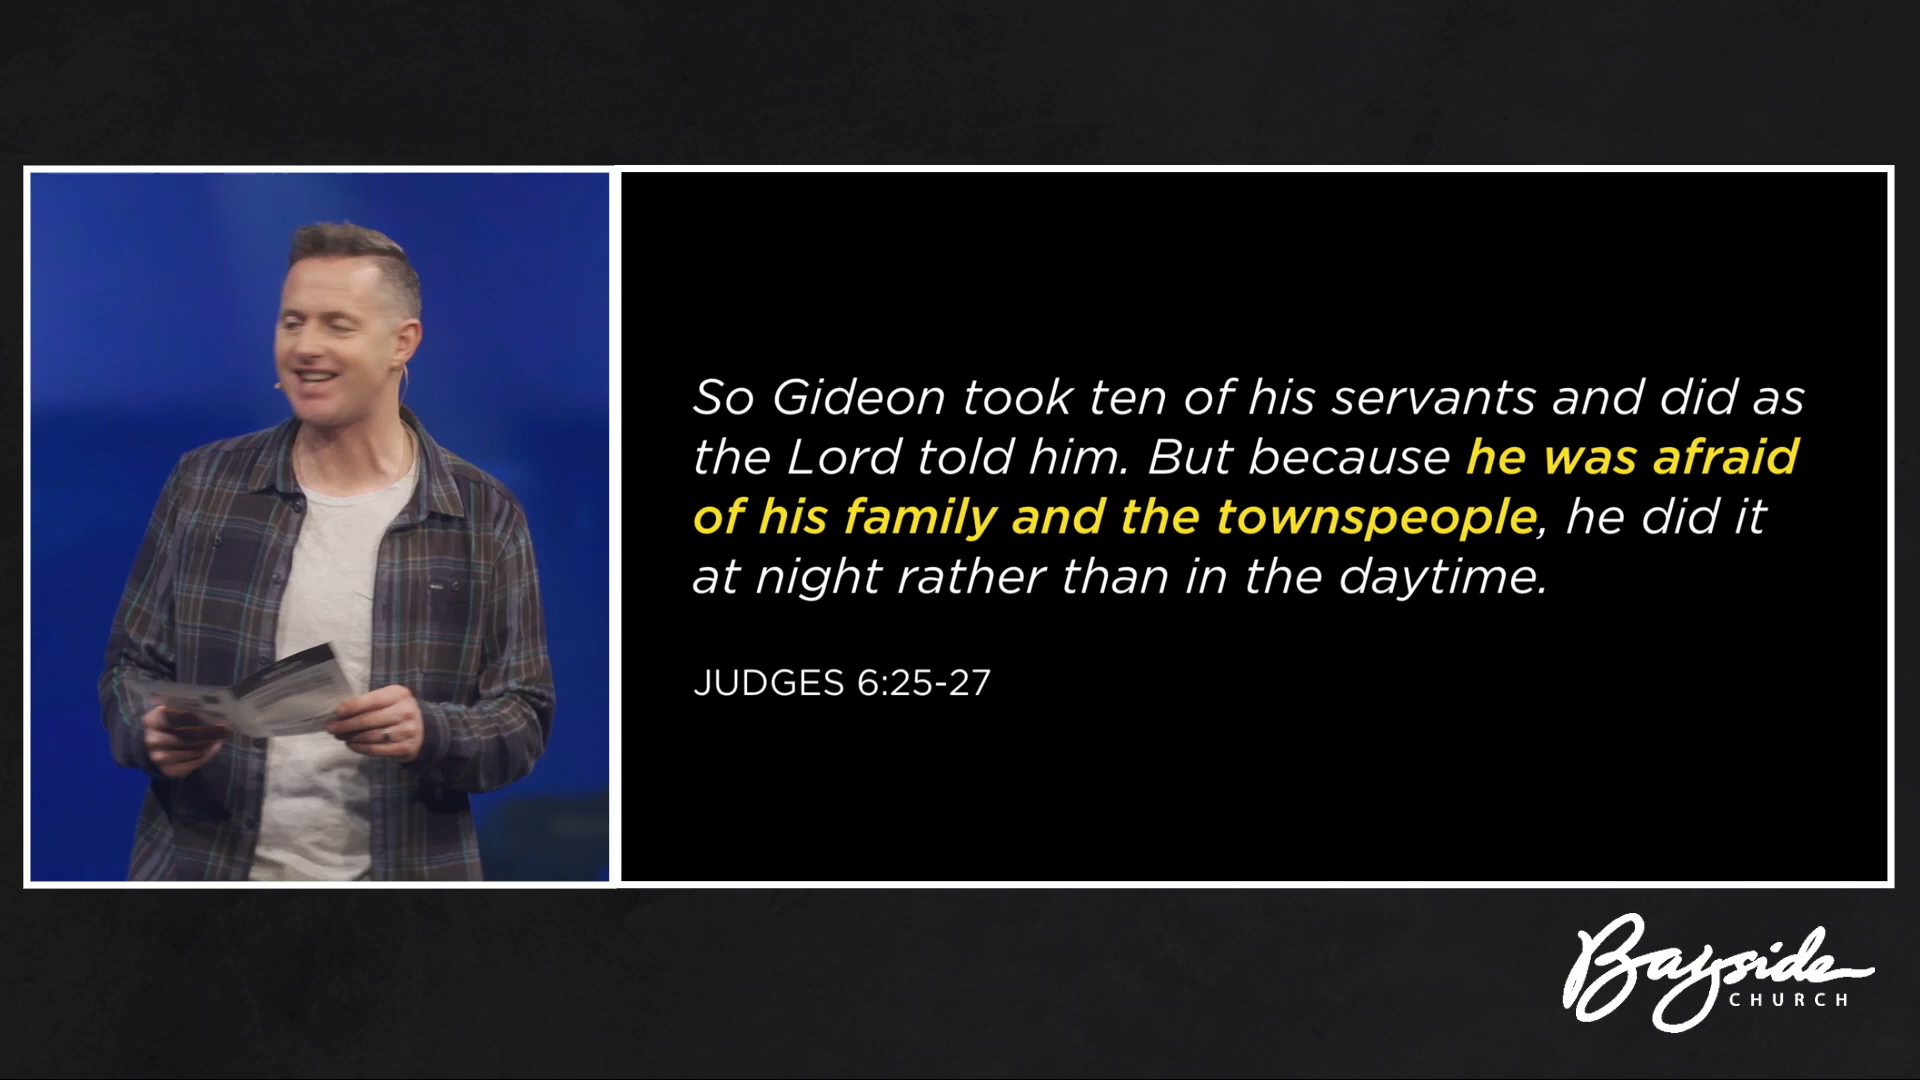 So Gideon took ten of his servants and did as
the Lord told him. But because he was afraid
of his family and the townspeople, he did it
at night rather than in the daytime.
JUDGES 6:25-27
Bayside
CHURCH